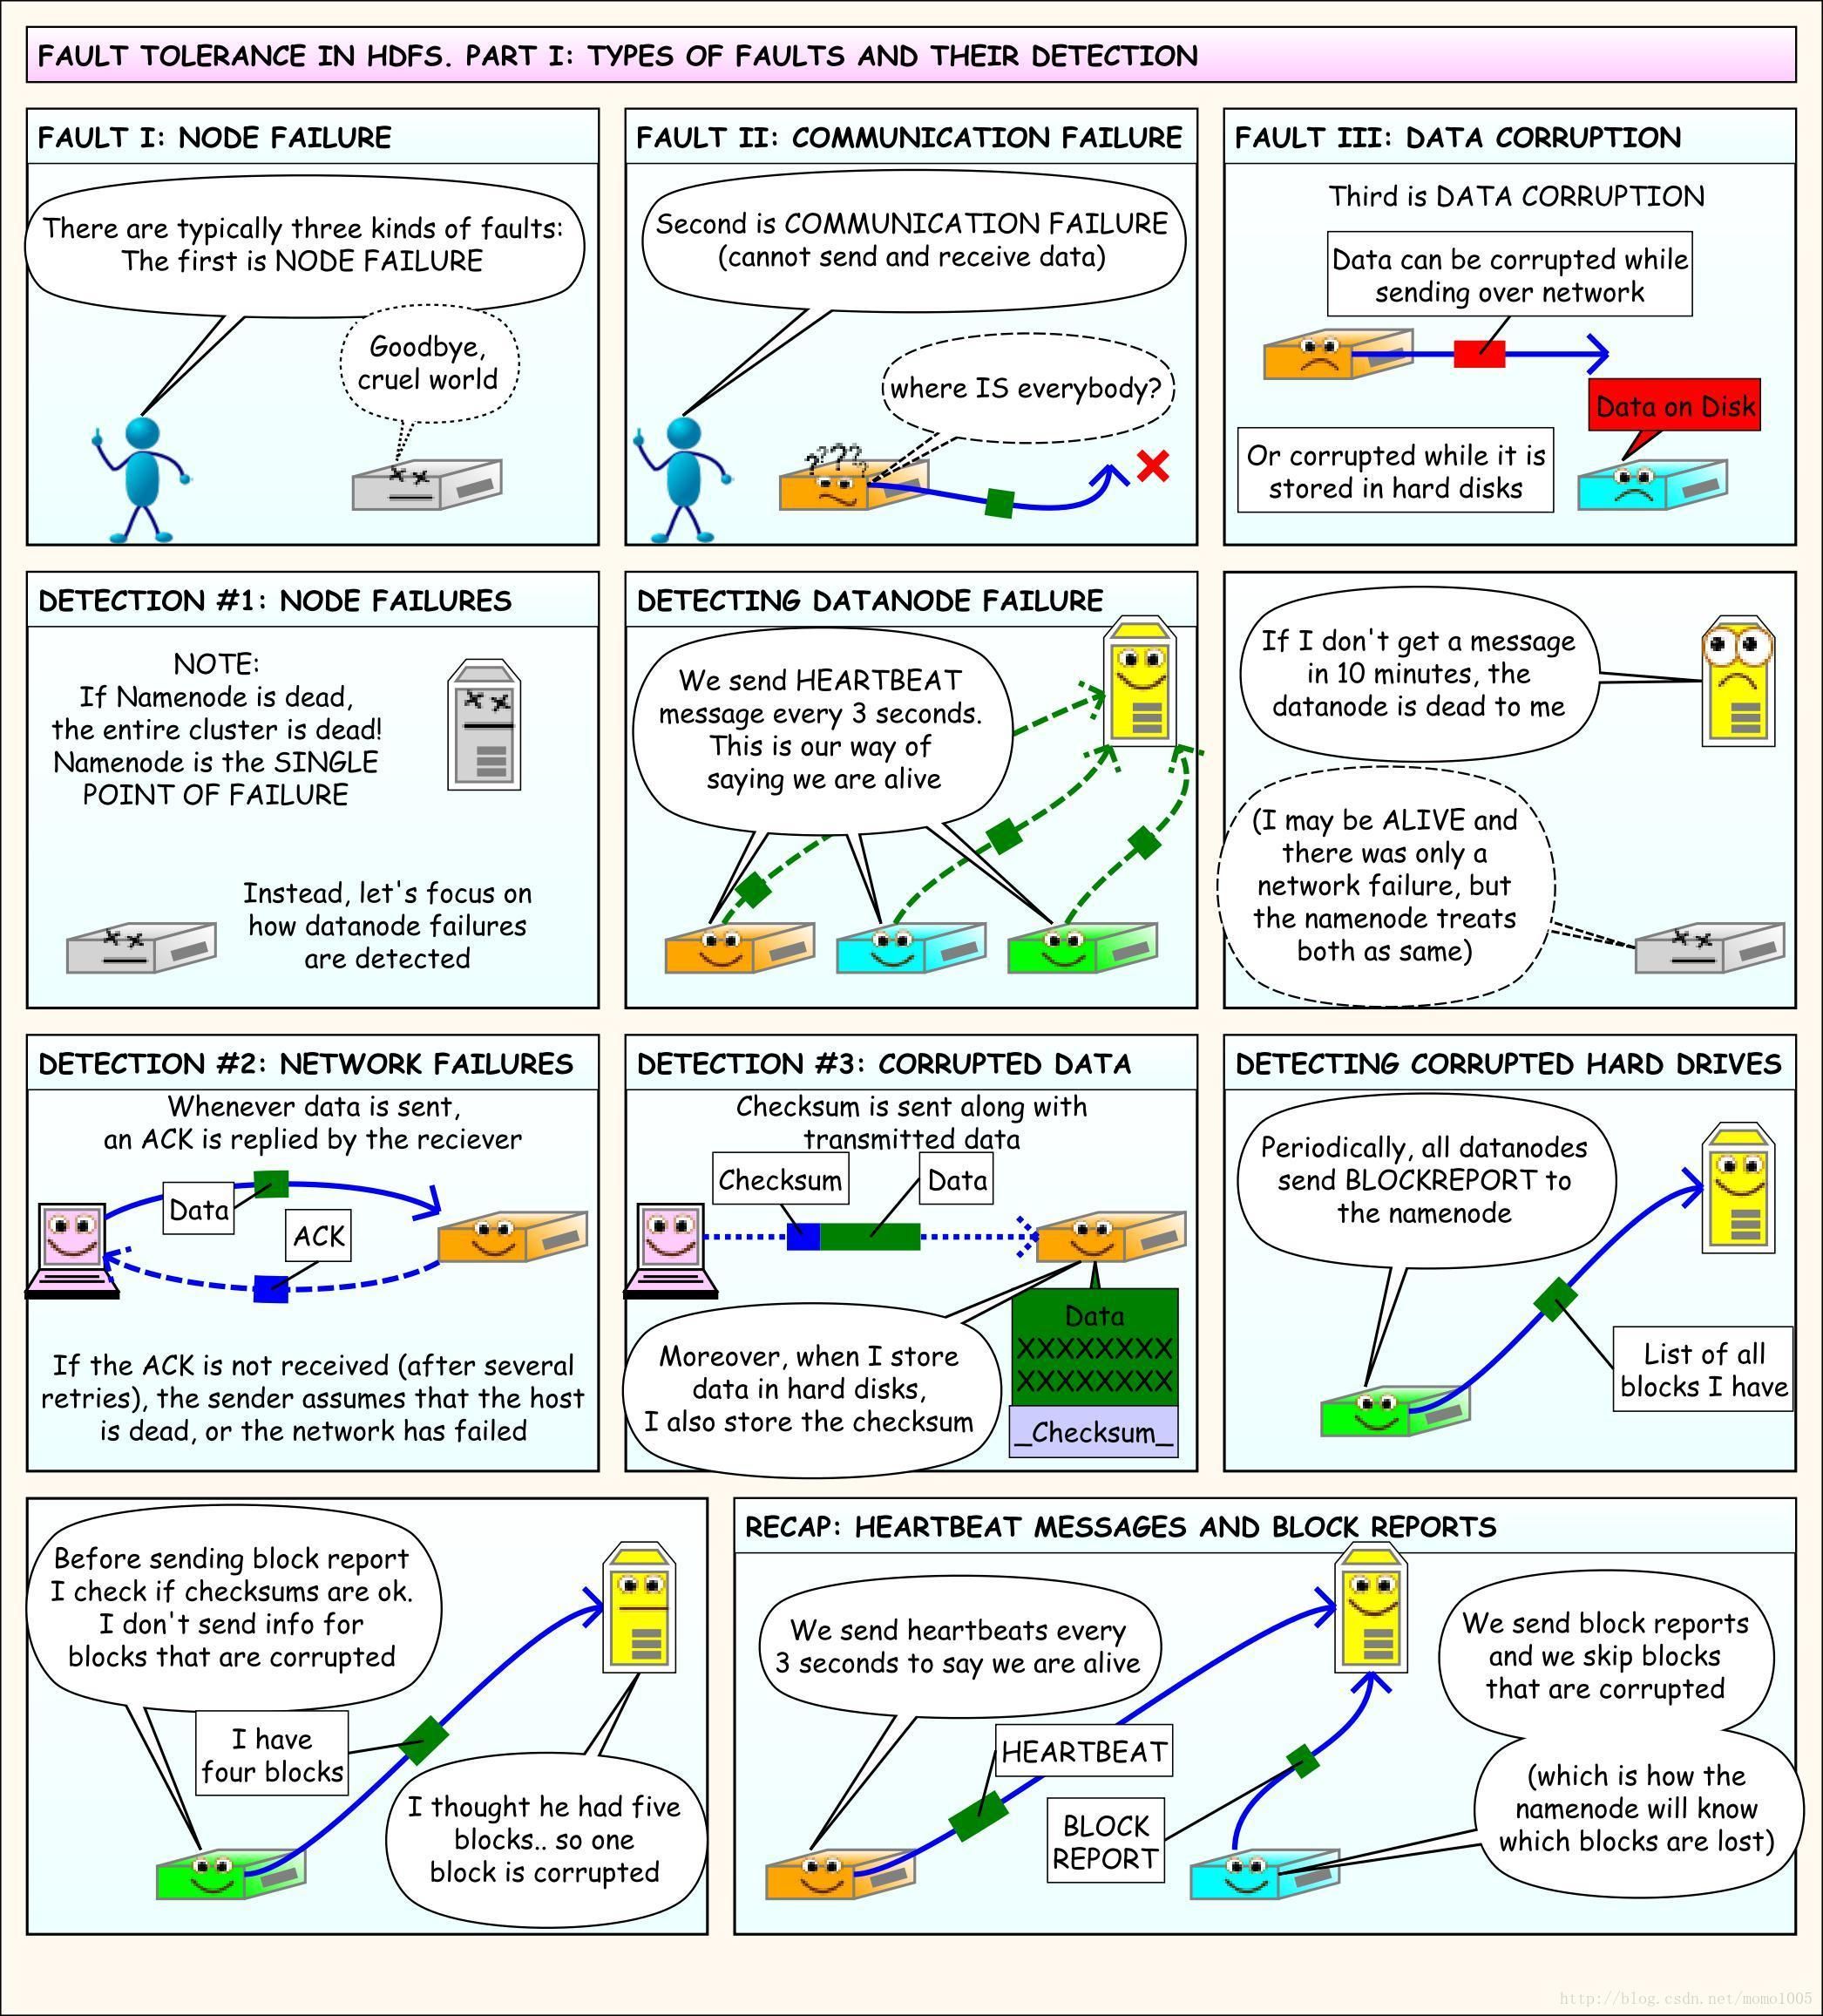 FAULT TOLERANCE IN HDFS. PART I: TYPES OF FAULTS AND THEIR DETECTION
FAULT I: NODE FAILURE
There are typically three kinds of faults:
The first is NODE FAILURE
Goodbye,
cruel world
FAULT II: COMMUNICATION FAILURE
Second is COMMUNICATION FAILURE
(cannot send and receive data)
where IS everybody?
?????
FAULT III: DATA CORRUPTION
Third is DATA CORRUPTION
Data can be corrupted while
sending over network
Data on Disk
Or corrupted while it is
stored in hard disks
DETECTION #1: NODE FAILURES
NOTE:
If Namenode is dead,
the entire cluster is dead!
Namenode is the SINGLE
POINT OF FAILURE
Instead, let's focus on
how datanode failures
are detected
DETECTING DATANODE FAILURE
We send HEARTBEAT
message every 3 seconds.
This is our way of
saying we are alive
If I don't get a message
in 10 minutes, the
datanode is dead to me
(I may be ALIVE and
there was only a
network failure, but
the namenode treats
both as same)
DETECTION #2: NETWORK FAILURES
Whenever data is sent,
an ACK is replied by the reciever
Data
ACK
If the ACK is not received (after several
retries), the sender assumes that the host
is dead, or the network has failed
DETECTION #3: CORRUPTED DATA
Checksum is sent along with
transmitted data
Checksum
Data
Moreover, when I store
data in hard disks,
I also store the checksum
Data
XXXXXXXXX
XXXXXXXXX
_Checksum_
DETECTING CORRUPTED HARD DRIVES
Periodically, all datanodes
send BLOCKREPORT to
the namenode
List of all
blocks I have
Before sending block report
I check if checksums are ok.
I don't send info for
blocks that are corrupted
I have
four blocks
I thought he had five
blocks.. so one
block is corrupted
RECAP: HEARTBEAT MESSAGES AND BLOCK REPORTS
We send heartbeats every
3 seconds to say we are alive
HEARTBEAT
BLOCK
REPORT
We send block reports
and we skip blocks
that are corrupted
(which is how the
namenode will know
which blocks are lost)
http://blog.csdn.net/momo1005